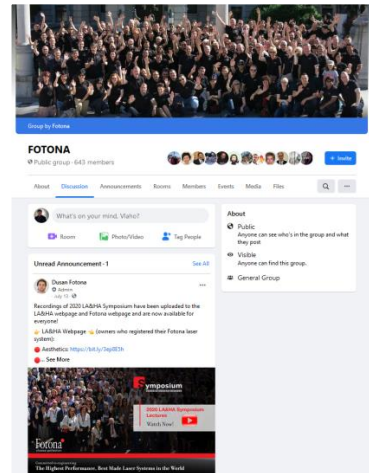 Group by Fotona
FOTONA
Public group · 643 members
+ Invite
About Discussion Announcements Rooms Members Events Media Files
What's on your mind, Vlaho?
Room Photo/Video Tag People
Unread Announcement · 1 See All
Dusan Fotona
Admin
July 10
Recordings of 2020 LA&HA Symposium have been uploaded to the
LA&HA webpage and Fotona webpage and are now available for
everyone!
LA&HA Webpage (owners who registered their Fotona laser
system):
Aesthetics:
... See More
Symposium
2020 LA&HA Symposium
Lectures
Watch Now!
Fotona
The Highest Performance, Best Made Laser Systems in the World
About
Public
Anyone can see who's in the group and what
they post
Visible
Anyone can find this group.
General Group